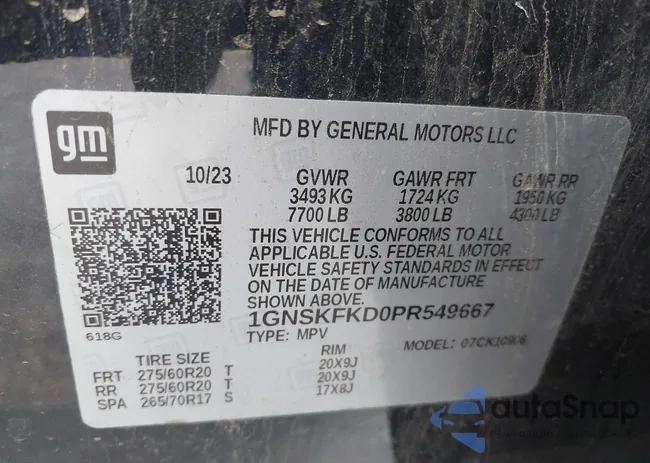 gm
MFD BY GENERAL MOTORS LLC
10/23 GVWR GAWR FRT GAWR RR
3493 KG 1724 KG 1950 KG
7700 LB 3800 LB 4300 LB
THIS VEHICLE CONFORMS TO ALL
APPLICABLE U.S. FEDERAL MOTOR
VEHICLE SAFETY STANDARDS IN EFFECT
ON THE DATE OF MANUFACTURE
SHOWN ABOVE.
1GNSKFKD0PR549667
618G
TYPE: MPV MODEL: 07CK10906
TIRE SIZE RIM
FRT 275/60R20 T 20X9J
RR 275/60R20 T 20X9J
SPA 265/70R17 S 17X8J
autoSnap